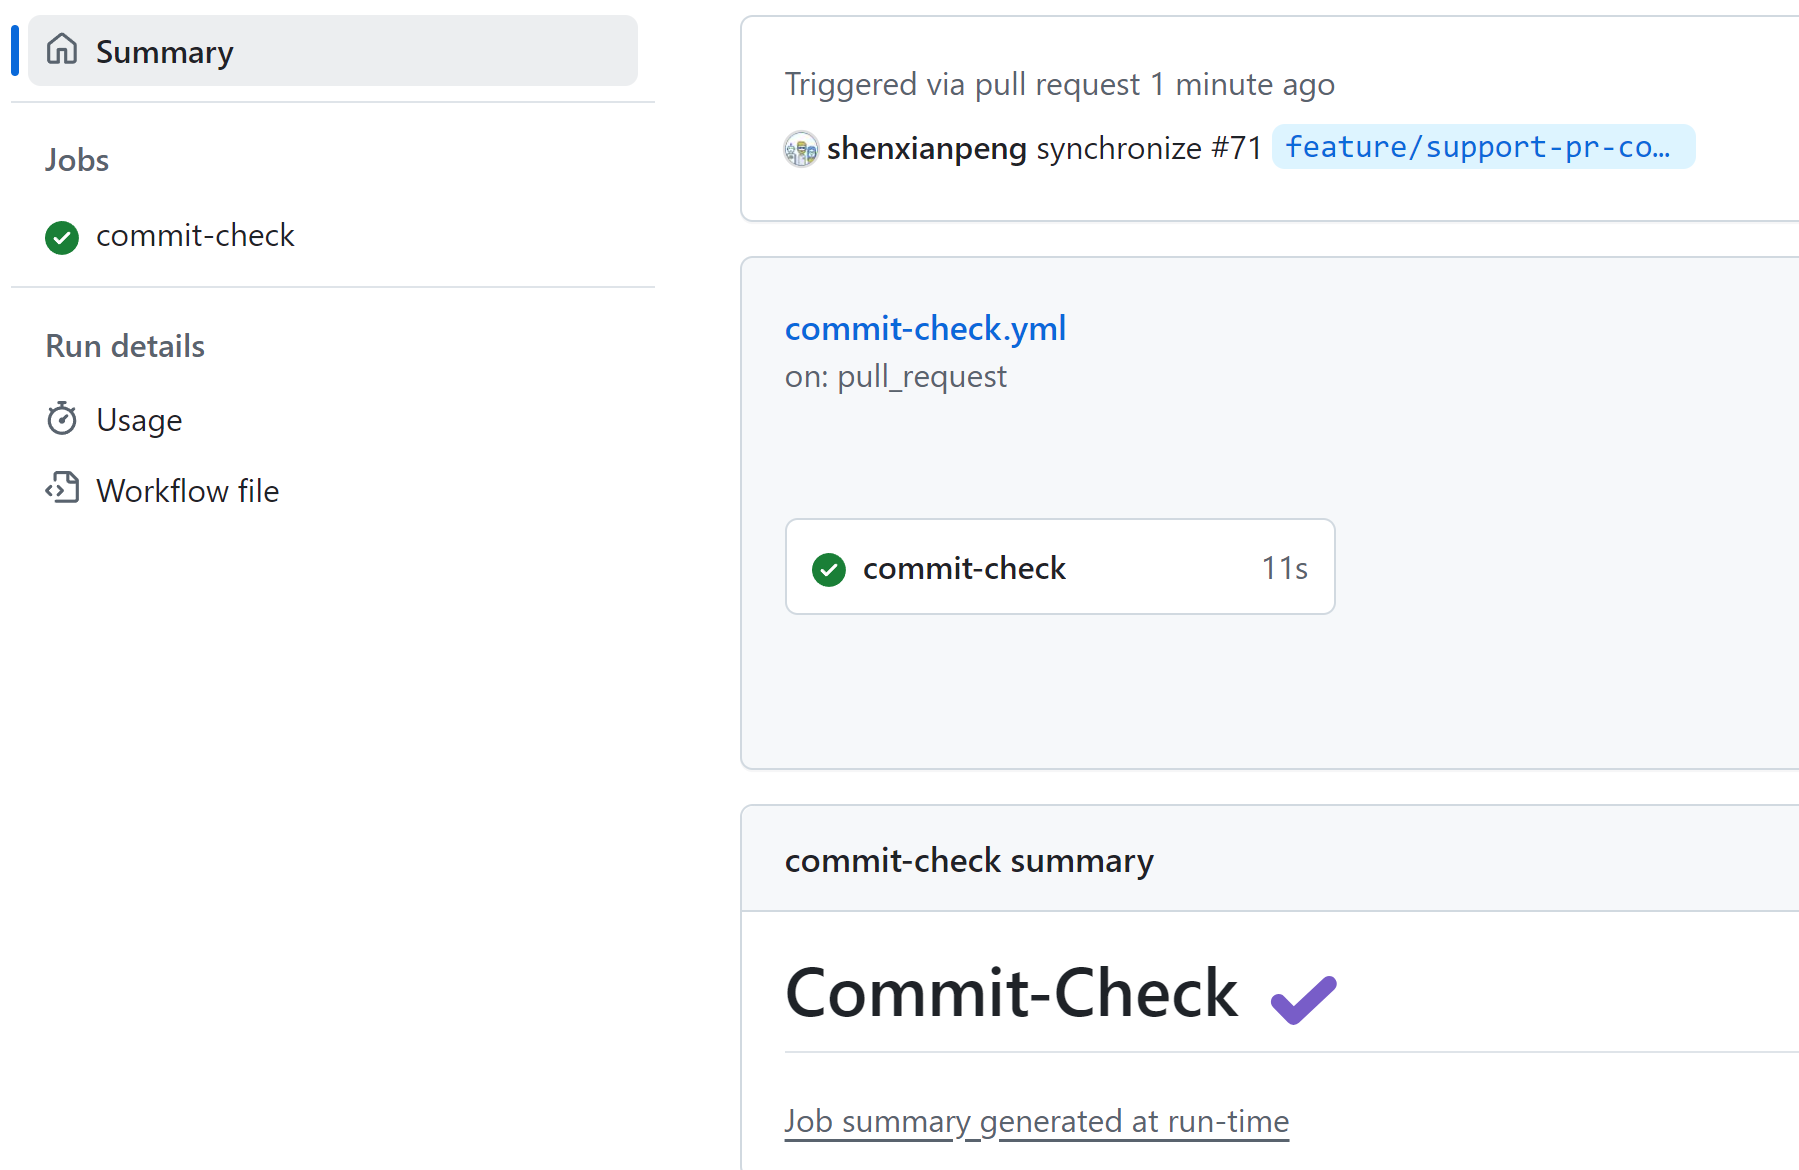 Summary
Jobs
commit-check
Run details
Usage
Workflow file
Triggered via pull request 1 minute ago
shenxianpeng synchronize #71 feature/support-pr-co…
commit-check.yml
on: pull_request
commit-check 11s
commit-check summary
Commit-Check
Job summary generated at run-time